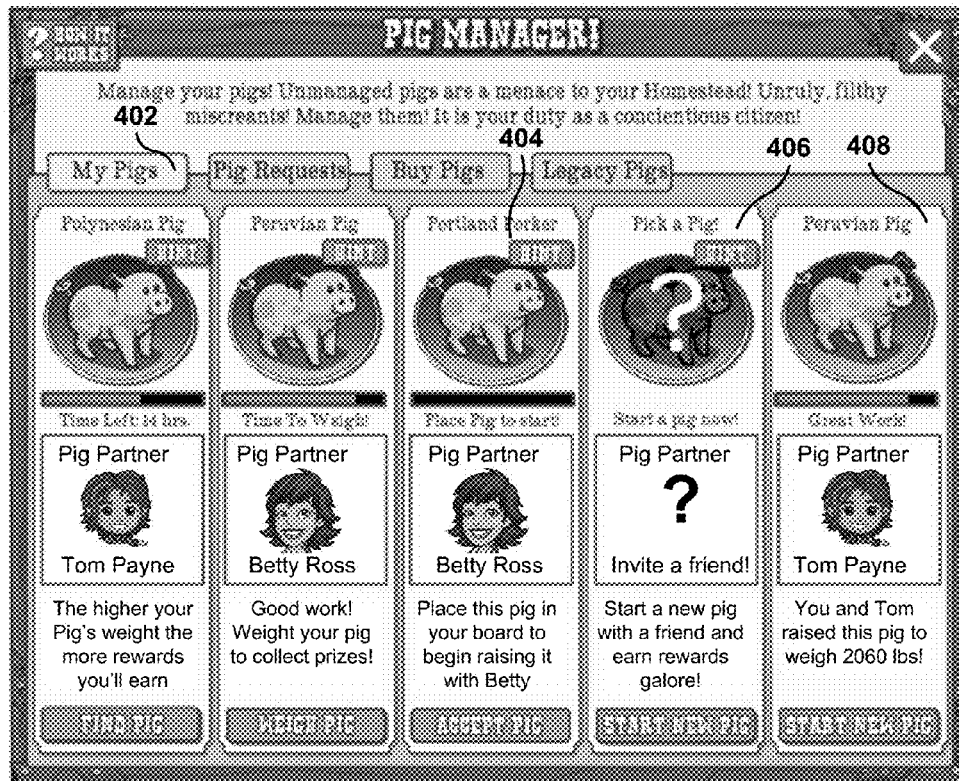 HOW IT
WORKS
PIG MANAGER!
Manage your pigs! Unmanaged pigs are a menace to your Homestead! Unruly, filthy
miscreants! Manage them! It is your duty as a concientious citizen!
402
404
406
408
My Pigs
Pig Requests
Buy Pigs
Legacy Pigs
Polynesian Pig
Time Left: 14 hrs.
Pig Partner
Tom Payne
The higher your
Pig's weight the
more rewards
you'll earn
FIND PIG
Peruvian Pig
Time To Weigh!
Pig Partner
Betty Ross
Good work!
Weight your pig
to collect prizes!
WEIGH PIG
Portland Porker
Place Pig to start!
Pig Partner
Betty Ross
Place this pig in
your board to
begin raising it
with Betty
ACCEPT PIG
Pick a Pig!
?
Start a pig now!
Pig Partner
?
Invite a friend!
Start a new pig
with a friend and
earn rewards
galore!
START NEW PIG
Peruvian Pig
Great Work!
Pig Partner
Tom Payne
You and Tom
raised this pig to
weigh 2060 lbs!
START NEW PIG